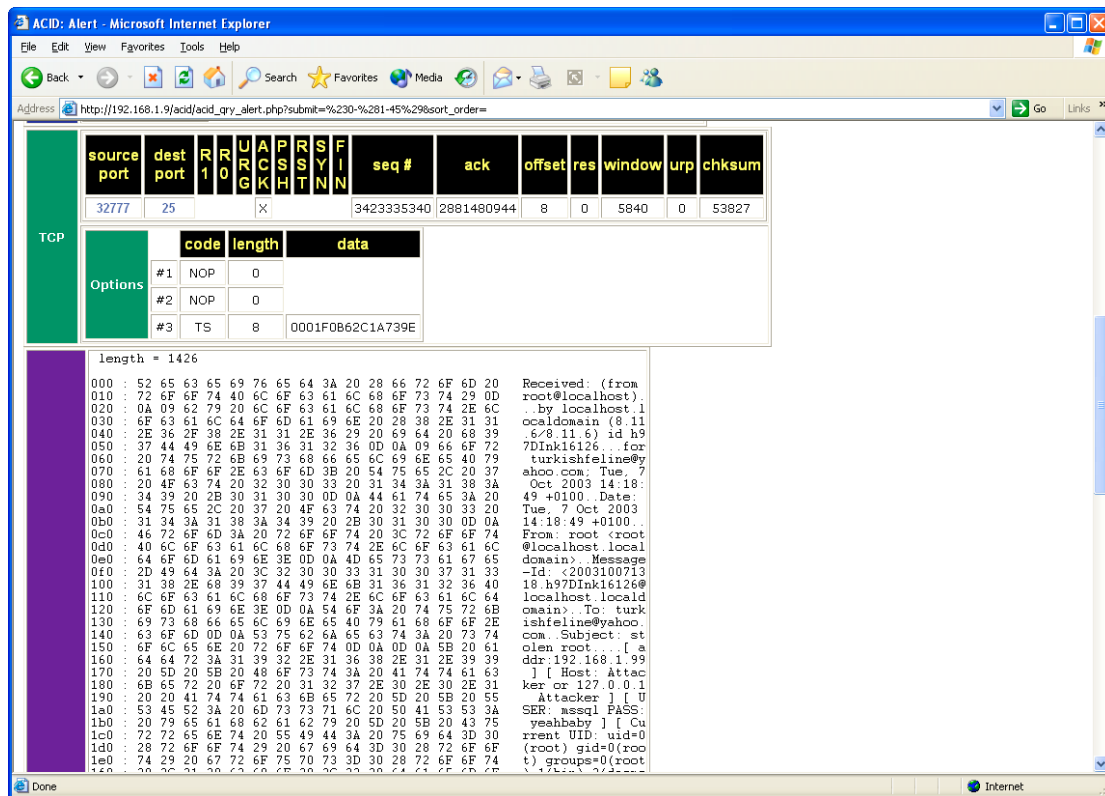 ACID: Alert - Microsoft Internet Explorer
File Edit View Favorites Tools Help
Back Search Favorites Media
Address http://192.168.1.9/acid/acid_qry_alert.php?submit=%230-%281-45%29&sort_order= Go Links »
source port dest port R1 R0 URG ACK PSH RST SYN FIN seq # ack offset res window urp chksum
32777 25 X 3423335340 2881480944 8 0 5840 0 53827
TCP
code length data
Options
#1 NOP 0
#2 NOP 0
#3 TS 8 0001F0B62C1A739E
length = 1426
000 : 52 65 63 65 69 76 65 64 3A 20 28 66 72 6F 6D 20 Received: (from
010 : 72 6F 6F 74 40 6C 6F 63 61 6C 68 6F 73 74 29 0D root@localhost).
020 : 0A 09 62 79 20 6C 6F 63 61 6C 68 6F 73 74 2E 6C ..by localhost.l
030 : 6F 63 61 6C 64 6F 6D 61 69 6E 20 28 38 2E 31 31 ocaldomain (8.11
040 : 2E 36 2F 38 2E 31 31 2E 36 29 20 69 64 20 68 39 .6/8.11.6) id h9
050 : 37 44 49 6E 6B 31 36 31 32 36 0D 0A 09 66 6F 72 7DInk16126...for
060 : 20 74 75 72 6B 69 73 68 66 65 6C 69 6E 65 40 79 turkishfeline@y
070 : 61 68 6F 6F 2E 63 6F 6D 3B 20 54 75 65 2C 20 37 ahoo.com; Tue, 7
080 : 20 4F 63 74 20 32 30 30 33 20 31 34 3A 31 38 3A Oct 2003 14:18:
090 : 34 39 20 2B 30 31 30 30 0D 0A 44 61 74 65 3A 20 49 +0100..Date:
0a0 : 54 75 65 2C 20 37 20 4F 63 74 20 32 30 30 33 20 Tue, 7 Oct 2003
0b0 : 31 34 3A 31 38 3A 34 39 20 2B 30 31 30 30 0D 0A 14:18:49 +0100..
0c0 : 46 72 6F 6D 3A 20 72 6F 6F 74 20 3C 72 6F 6F 74 From: root <root
0d0 : 40 6C 6F 63 61 6C 68 6F 73 74 2E 6C 6F 63 61 6C @localhost.local
0e0 : 64 6F 6D 61 69 6E 3E 0D 0A 4D 65 73 73 61 67 65 domain>..Message
0f0 : 2D 49 64 3A 20 3C 32 30 30 33 31 30 30 37 31 33 -Id: <2003100713
100 : 31 38 2E 68 39 37 44 49 6E 6B 31 36 31 32 36 40 18.h97DInk16126@
110 : 6C 6F 63 61 6C 68 6F 73 74 2E 6C 6F 63 61 6C 64 localhost.locald
120 : 6F 6D 61 69 6E 3E 0D 0A 54 6F 3A 20 74 75 72 6B omain>..To: turk
130 : 69 73 68 66 65 6C 69 6E 65 40 79 61 68 6F 6F 2E ishfeline@yahoo.
140 : 63 6F 6D 0D 0A 53 75 62 6A 65 63 74 3A 20 73 74 com..Subject: st
150 : 6F 6C 65 6E 20 72 6F 6F 74 0D 0A 0D 0A 5B 20 61 olen root....[ a
160 : 64 64 72 3A 31 39 32 2E 31 36 38 2E 31 2E 39 39 ddr:192.168.1.99
170 : 20 5D 20 5B 20 48 6F 73 74 3A 20 41 74 74 61 63 ] [ Host: Attac
180 : 6B 65 72 20 6F 72 20 31 32 37 2E 30 2E 30 2E 31 ker or 127.0.0.1
190 : 20 20 41 74 74 61 63 6B 65 72 20 5D 20 5B 20 55 Attacker ] [ U
1a0 : 53 45 52 3A 20 6D 73 73 71 6C 20 50 41 53 53 3A SER: mssql PASS:
1b0 : 20 79 65 61 68 62 61 62 79 20 5D 20 5B 20 43 75 yeahbaby ] [ Cu
1c0 : 72 72 65 6E 74 20 55 49 44 3A 20 75 69 64 3D 30 rrent UID: uid=0
1d0 : 28 72 6F 6F 74 29 20 67 69 64 3D 30 28 72 6F 6F (root) gid=0(roo
1e0 : 74 29 20 67 72 6F 75 70 73 3D 30 28 72 6F 6F 74 t) groups=0(root
Done Internet